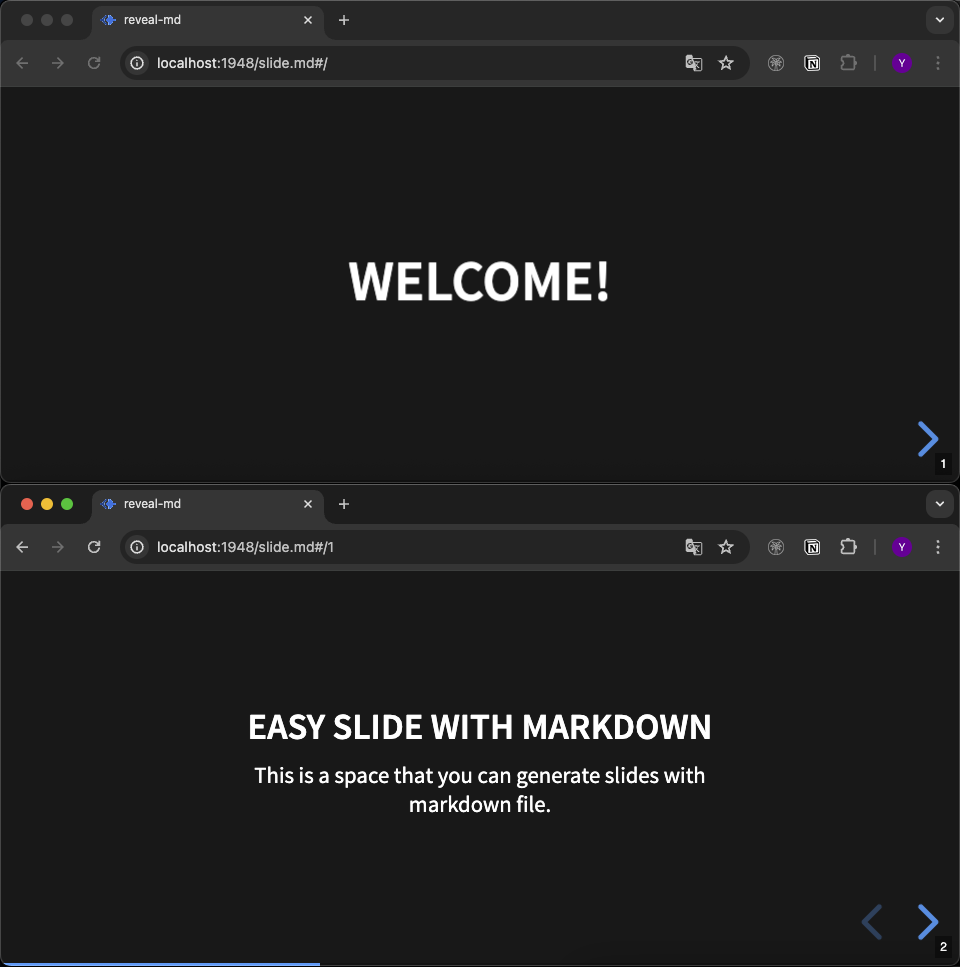 reveal-md
localhost:1948/slide.md#/
Y
WELCOME!
1
reveal-md
localhost:1948/slide.md#/1
Y
EASY SLIDE WITH MARKDOWN
This is a space that you can generate slides with
markdown file.
2